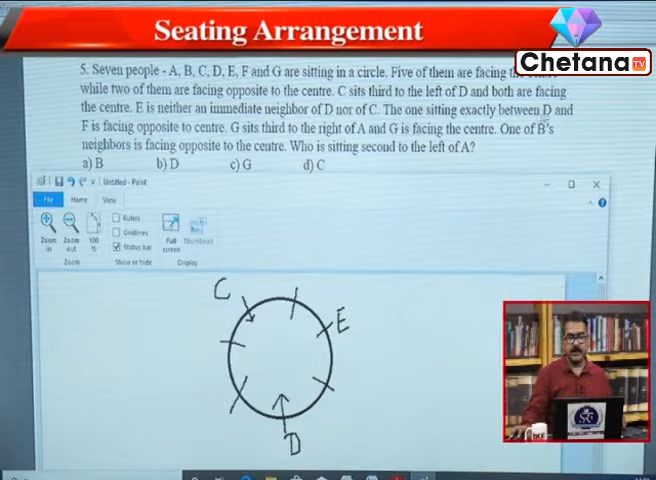 Seating Arrangement
Chetana TV
5. Seven people - A, B, C, D, E, F and G are sitting in a circle. Five of them are facing the
while two of them are facing opposite to the centre. C sits third to the left of D and both are facing
the centre. E is neither an immediate neighbor of D nor of C. The one sitting exactly between D and
F is facing opposite to centre. G sits third to the right of A and G is facing the centre. One of B's
neighbors is facing opposite to the centre. Who is sitting second to the left of A?
a) B b) D c) G d) C
Untitled - Paint
File Home View
Zoom in Zoom out 100 % Rulers Gridlines Status bar Full screen Thumbnail
Zoom Show or hide Display
C
E
D